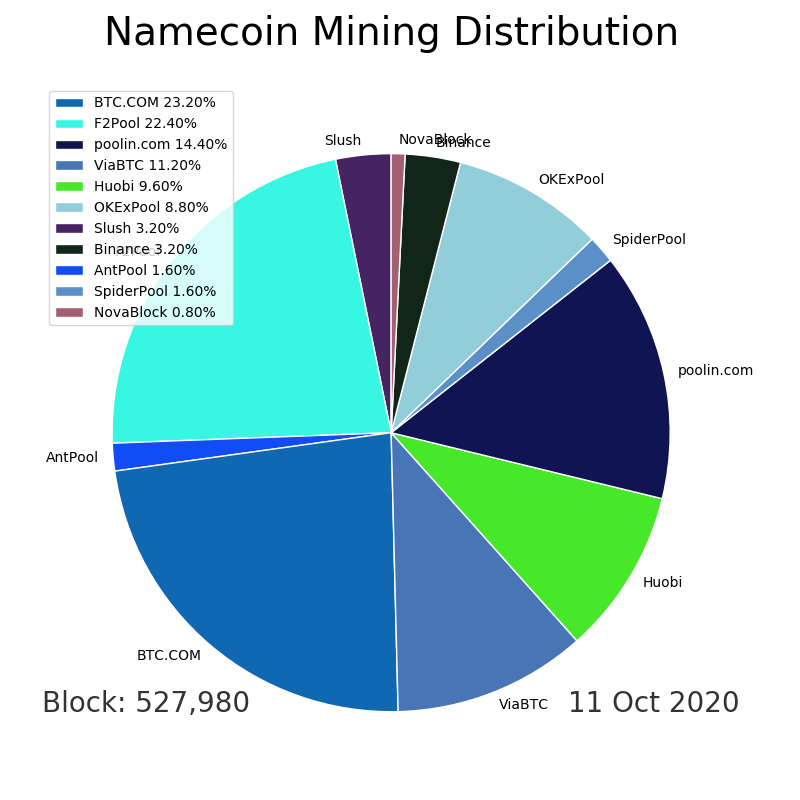 Namecoin Mining Distribution
BTC.COM 23.20%
F2Pool 22.40%
poolin.com 14.40%
ViaBTC 11.20%
Huobi 9.60%
OKExPool 8.80%
Slush 3.20%
Binance 3.20%
AntPool 1.60%
SpiderPool 1.60%
NovaBlock 0.80%
Slush
NovaBlock
Binance
OKExPool
SpiderPool
poolin.com
AntPool
Huobi
BTC.COM
ViaBTC
Block: 527,980
11 Oct 2020